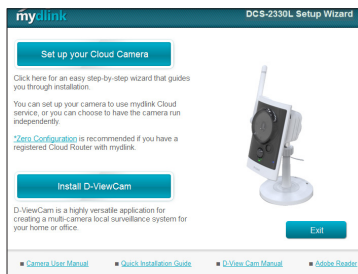 mydlink
DCS-2330L Setup Wizard
Set up your Cloud Camera
Click here for an easy step-by-step wizard that guides
you through installation.
You can set up your camera to use mydlink Cloud
service, or you can choose to have the camera run
independently.
*Zero Configuration is recommended if you have a
registered Cloud Router with mydlink.
Install D-ViewCam
D-ViewCam is a highly versatile application for
creating a multi-camera local surveillance system for
your home or office.
Exit
Camera User Manual
Quick Installation Guide
D-View Cam Manual
Adobe Reader